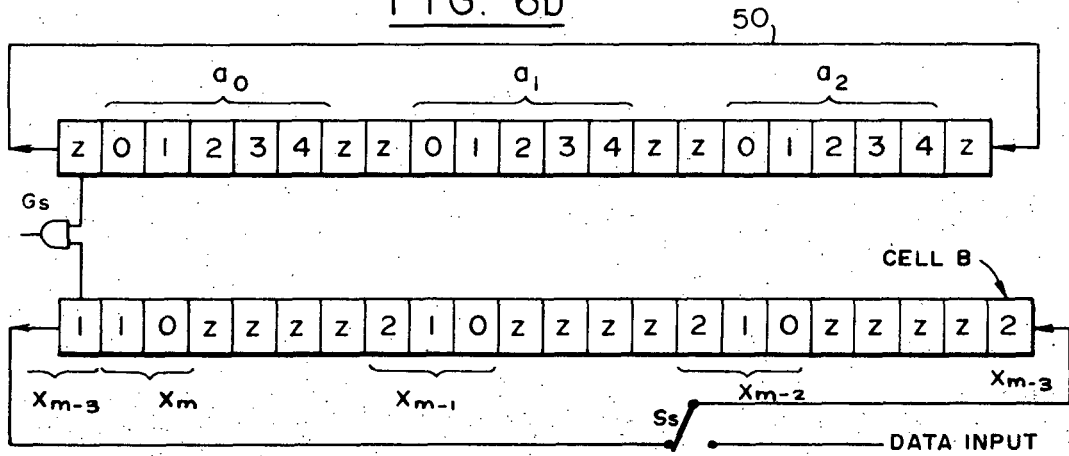 FIG. 6B
50
a0 a1 a2
z 0 1 2 3 4 z z 0 1 2 3 4 z z 0 1 2 3 4 z
Gs
CELL B
1 1 0 z z z z 2 1 0 z z z z 2 1 0 z z z z 2
Xm-3 Xm Xm-1 Xm-2 Xm-3
Ss
DATA INPUT